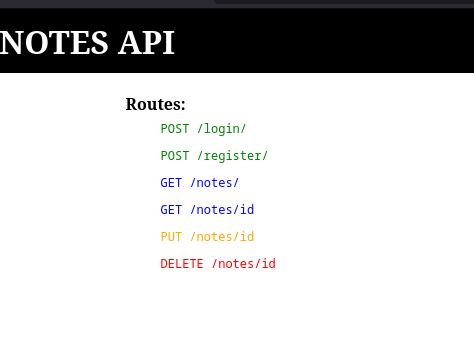 NOTES API
Routes:
POST /login/
POST /register/
GET /notes/
GET /notes/id
PUT /notes/id
DELETE /notes/id